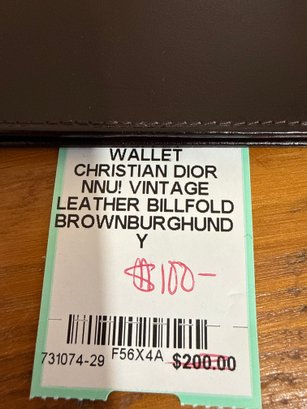 WALLET
CHRISTIAN DIOR
NNU! VINTAGE
LEATHER BILLFOLD
BROWNBURGHUND
Y
$100-
731074-29 F56X4A $200.00